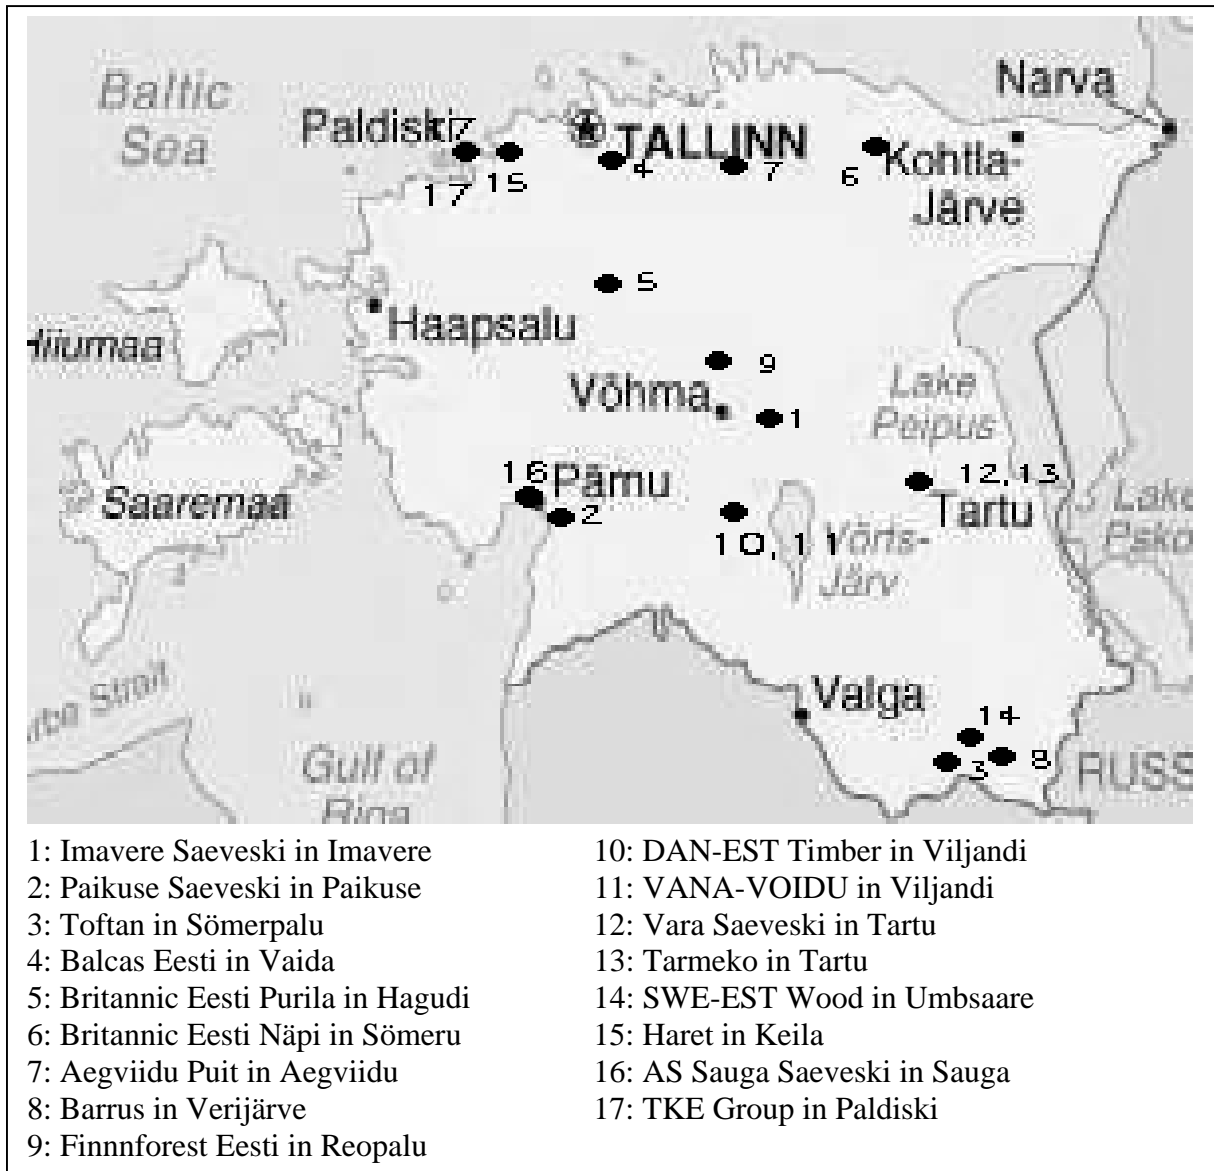 Baltic
Sea
Narva
Paldiski
17
TALLINN
17
15
4
7
6
Kohtla-
Järve
5
Haapsalu
Hiiumaa
9
Võhma
1
Lake
Peipus
16
Pärnu
12,13
Saaremaa
2
Tartu
Lake
10,11
Võrts-
Järv
Valga
Strait
14
3
8
Gulf of
Riga
1: Imavere Saeveski in Imavere
2: Paikuse Saeveski in Paikuse
3: Toftan in Sömerpalu
4: Balcas Eesti in Vaida
5: Britannic Eesti Purila in Hagudi
6: Britannic Eesti Näpi in Sömeru
7: Aegviidu Puit in Aegviidu
8: Barrus in Verijärve
9: Finnnforest Eesti in Reopalu
10: DAN-EST Timber in Viljandi
11: VANA-VOIDU in Viljandi
12: Vara Saeveski in Tartu
13: Tarmeko in Tartu
14: SWE-EST Wood in Umbsaare
15: Haret in Keila
16: AS Sauga Saeveski in Sauga
17: TKE Group in Paldiski